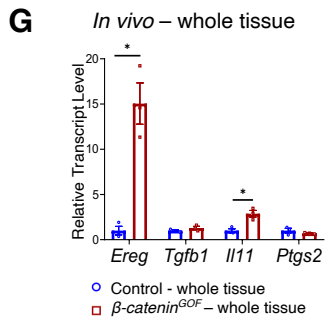 G
In vivo – whole tissue
Relative Transcript Level
20
15
10
5
0
*
*
Ereg Tgfb1 Il11 Ptgs2
Control - whole tissue
β-catenin^GOF – whole tissue